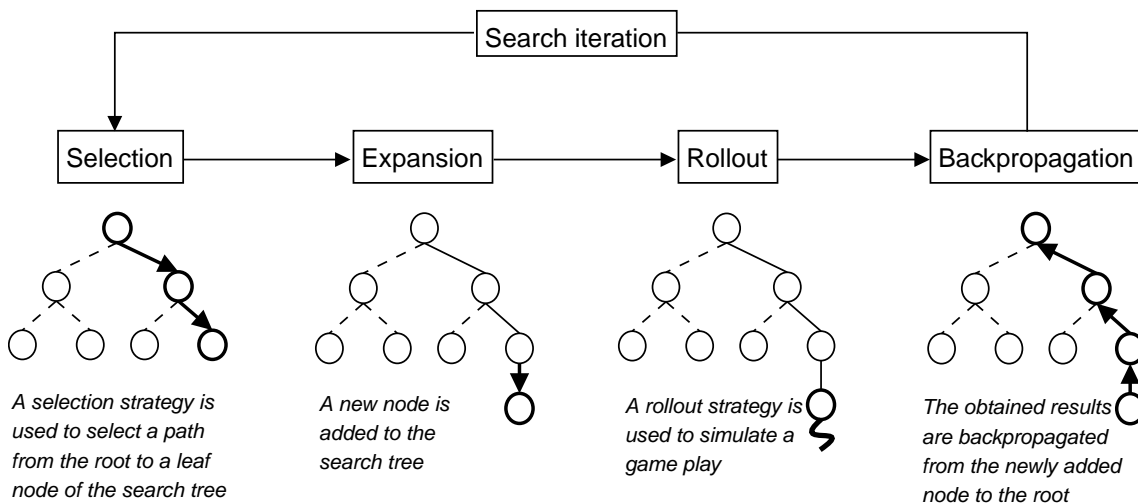 Search iteration
Selection
Expansion
Rollout
Backpropagation
A selection strategy is
used to select a path
from the root to a leaf
node of the search tree
A new node is
added to the
search tree
A rollout strategy is
used to simulate a
game play
The obtained results
are backpropagated
from the newly added
node to the root